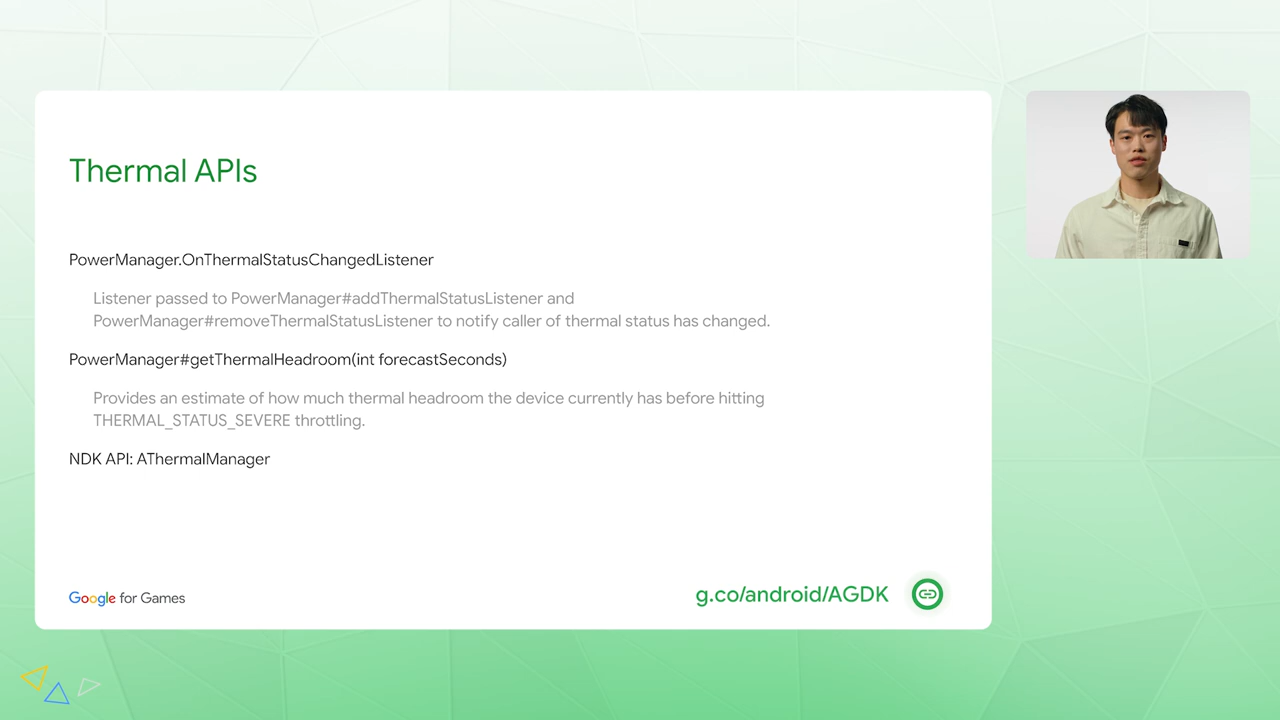 Thermal APIs
PowerManager.OnThermalStatusChangedListener
Listener passed to PowerManager#addThermalStatusListener and
PowerManager#removeThermalStatusListener to notify caller of thermal status has changed.
PowerManager#getThermalHeadroom(int forecastSeconds)
Provides an estimate of how much thermal headroom the device currently has before hitting
THERMAL_STATUS_SEVERE throttling.
NDK API: AThermalManager
Google for Games
g.co/android/AGDK